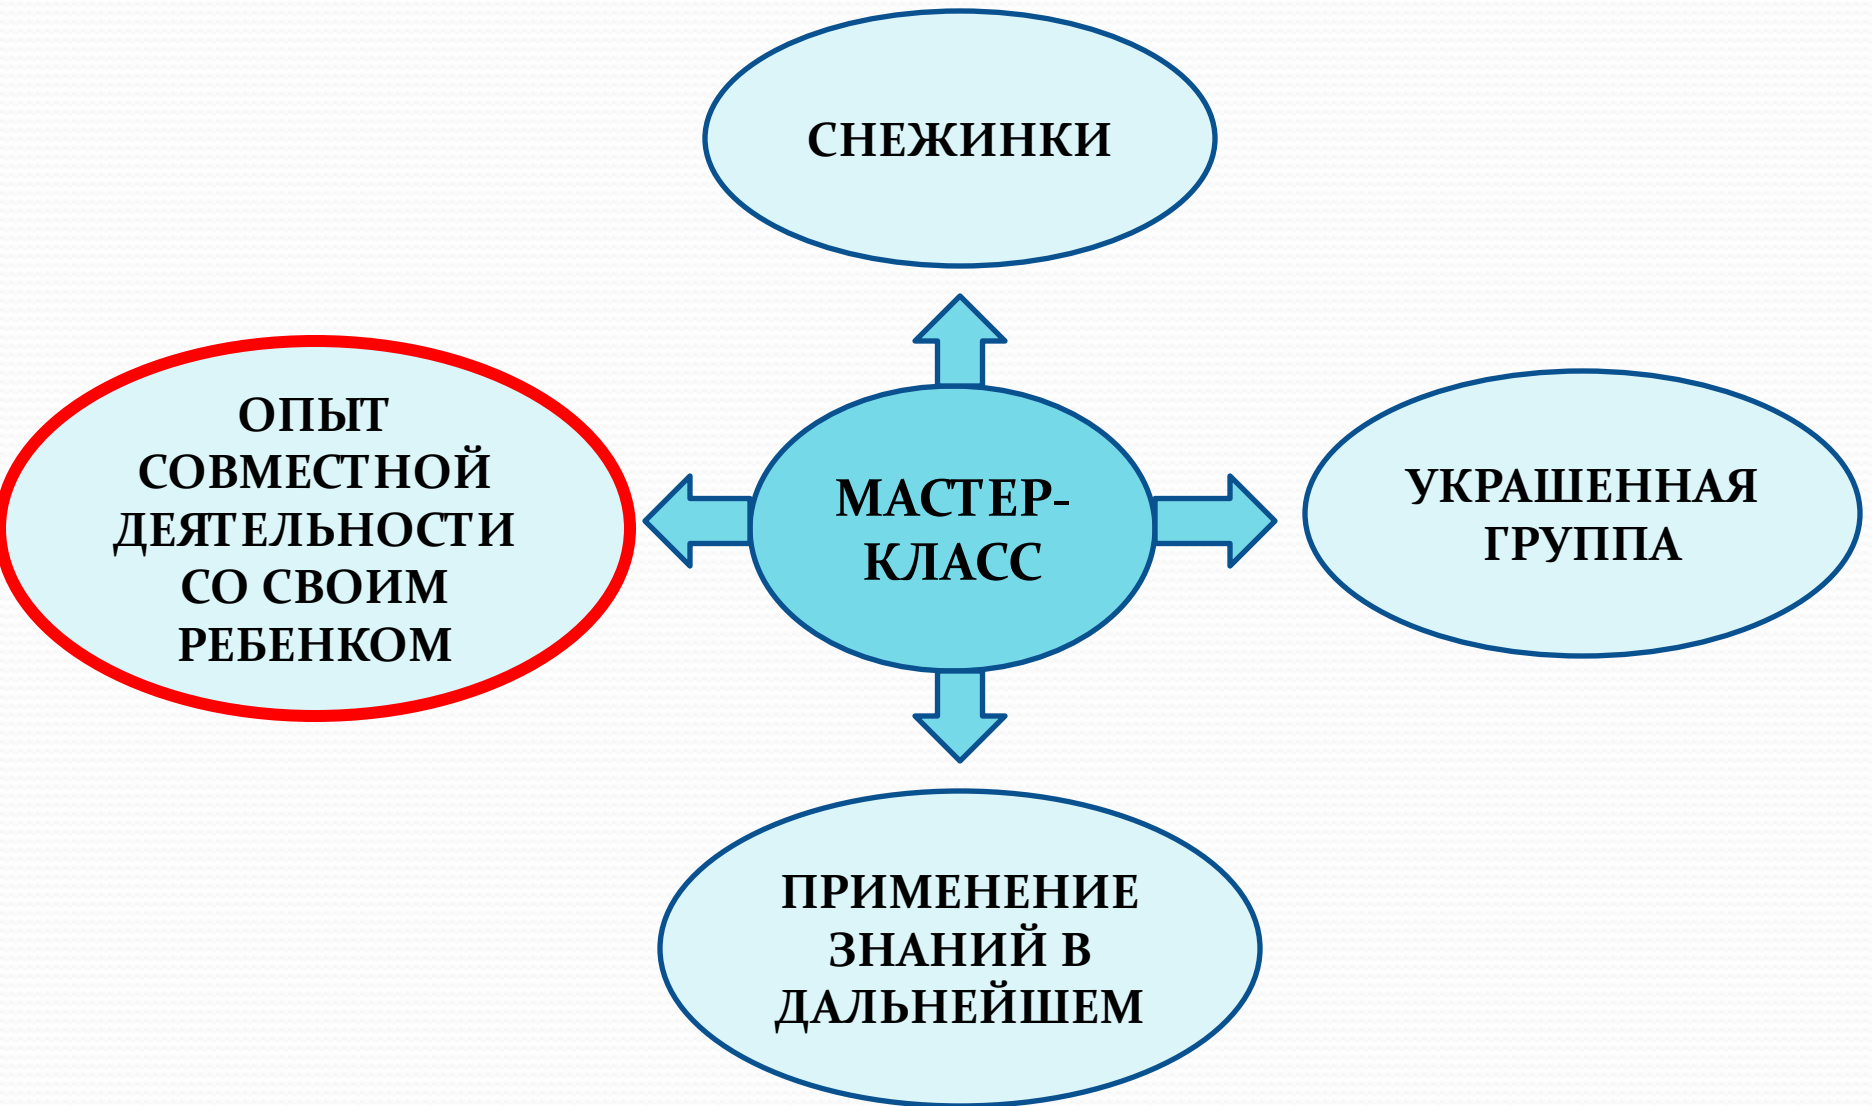 СНЕЖИНКИ
ОПЫТ
СОВМЕСТНОЙ
ДЕЯТЕЛЬНОСТИ
СО СВОИМ
РЕБЕНКОМ
МАСТЕР-
КЛАСС
УКРАШЕННАЯ
ГРУППА
ПРИМЕНЕНИЕ
ЗНАНИЙ В
ДАЛЬНЕЙШЕМ